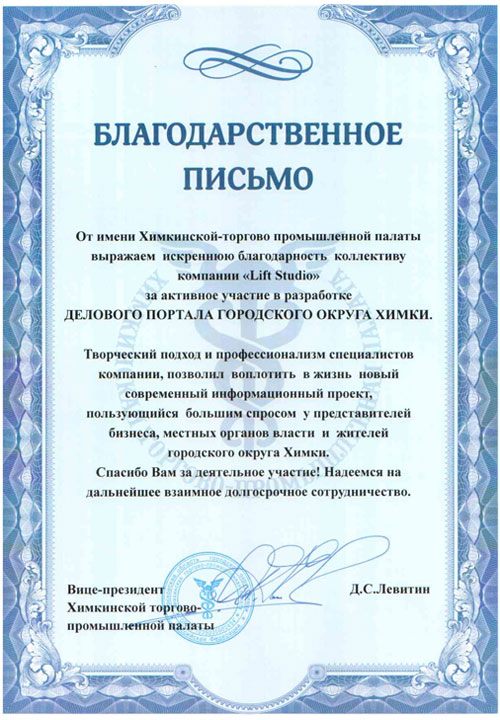 БЛАГОДАРСТВЕННОЕ
ПИСЬМО
От имени Химкинской-торгово промышленной палаты
выражаем искреннюю благодарность коллективу
компании «Lift Studio»
за активное участие в разработке
ДЕЛОВОГО ПОРТАЛА ГОРОДСКОГО ОКРУГА ХИМКИ.
Творческий подход и профессионализм специалистов
компании, позволил воплотить в жизнь новый
современный информационный проект,
пользующийся большим спросом у представителей
бизнеса, местных органов власти и жителей
городского округа Химки.
Спасибо Вам за деятельное участие! Надеемся на
дальнейшее взаимное долгосрочное сотрудничество.
Вице-президент Д.С.Левитин
Химкинской торгово-
промышленной палаты